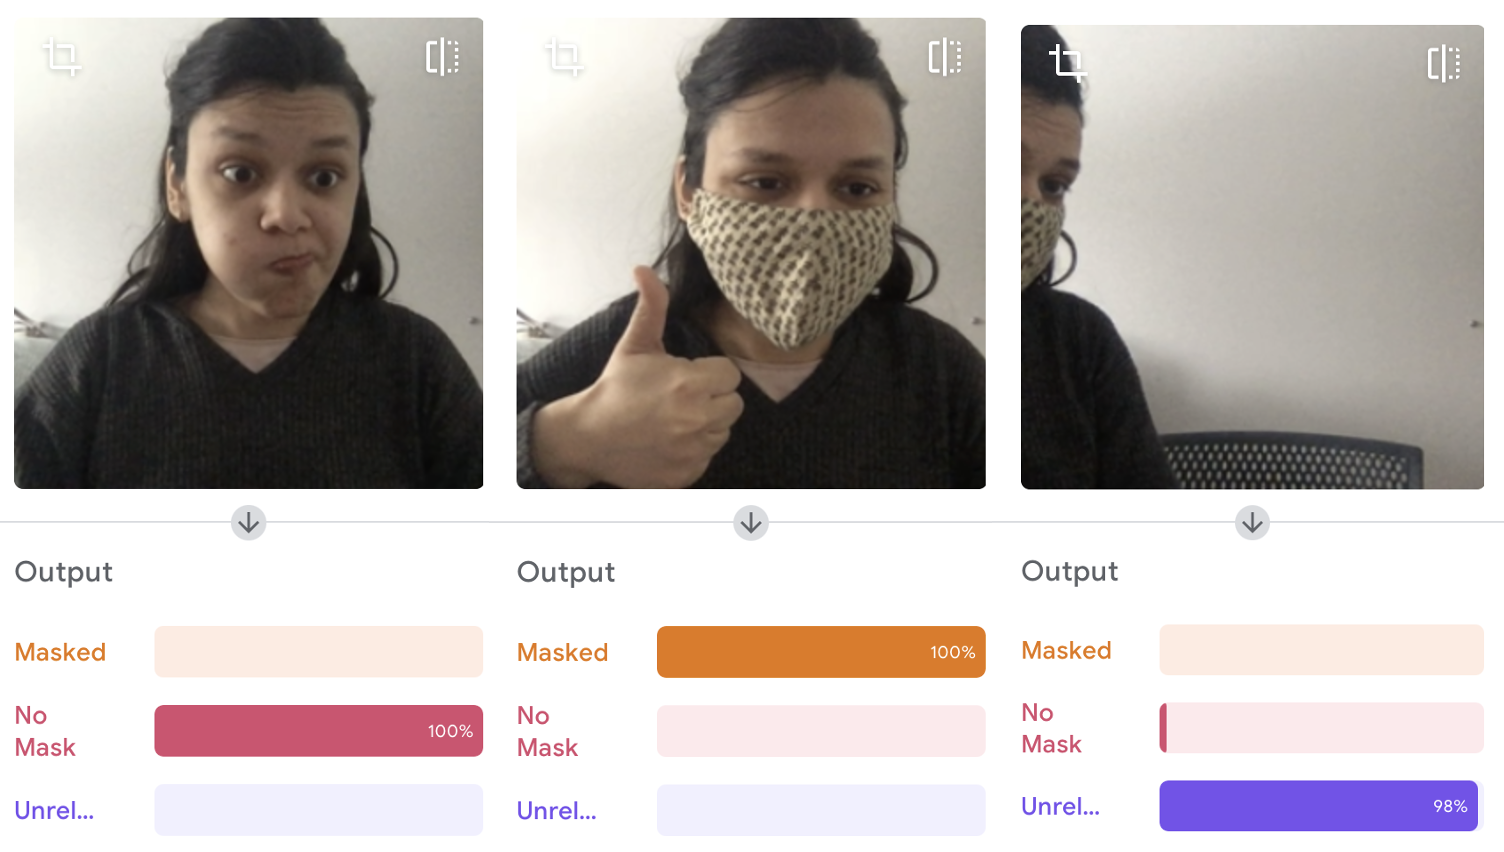 Output
Masked
No
Mask
100%
Unrel...
Output
Masked
100%
No
Mask
Unrel...
Output
Masked
No
Mask
Unrel...
98%